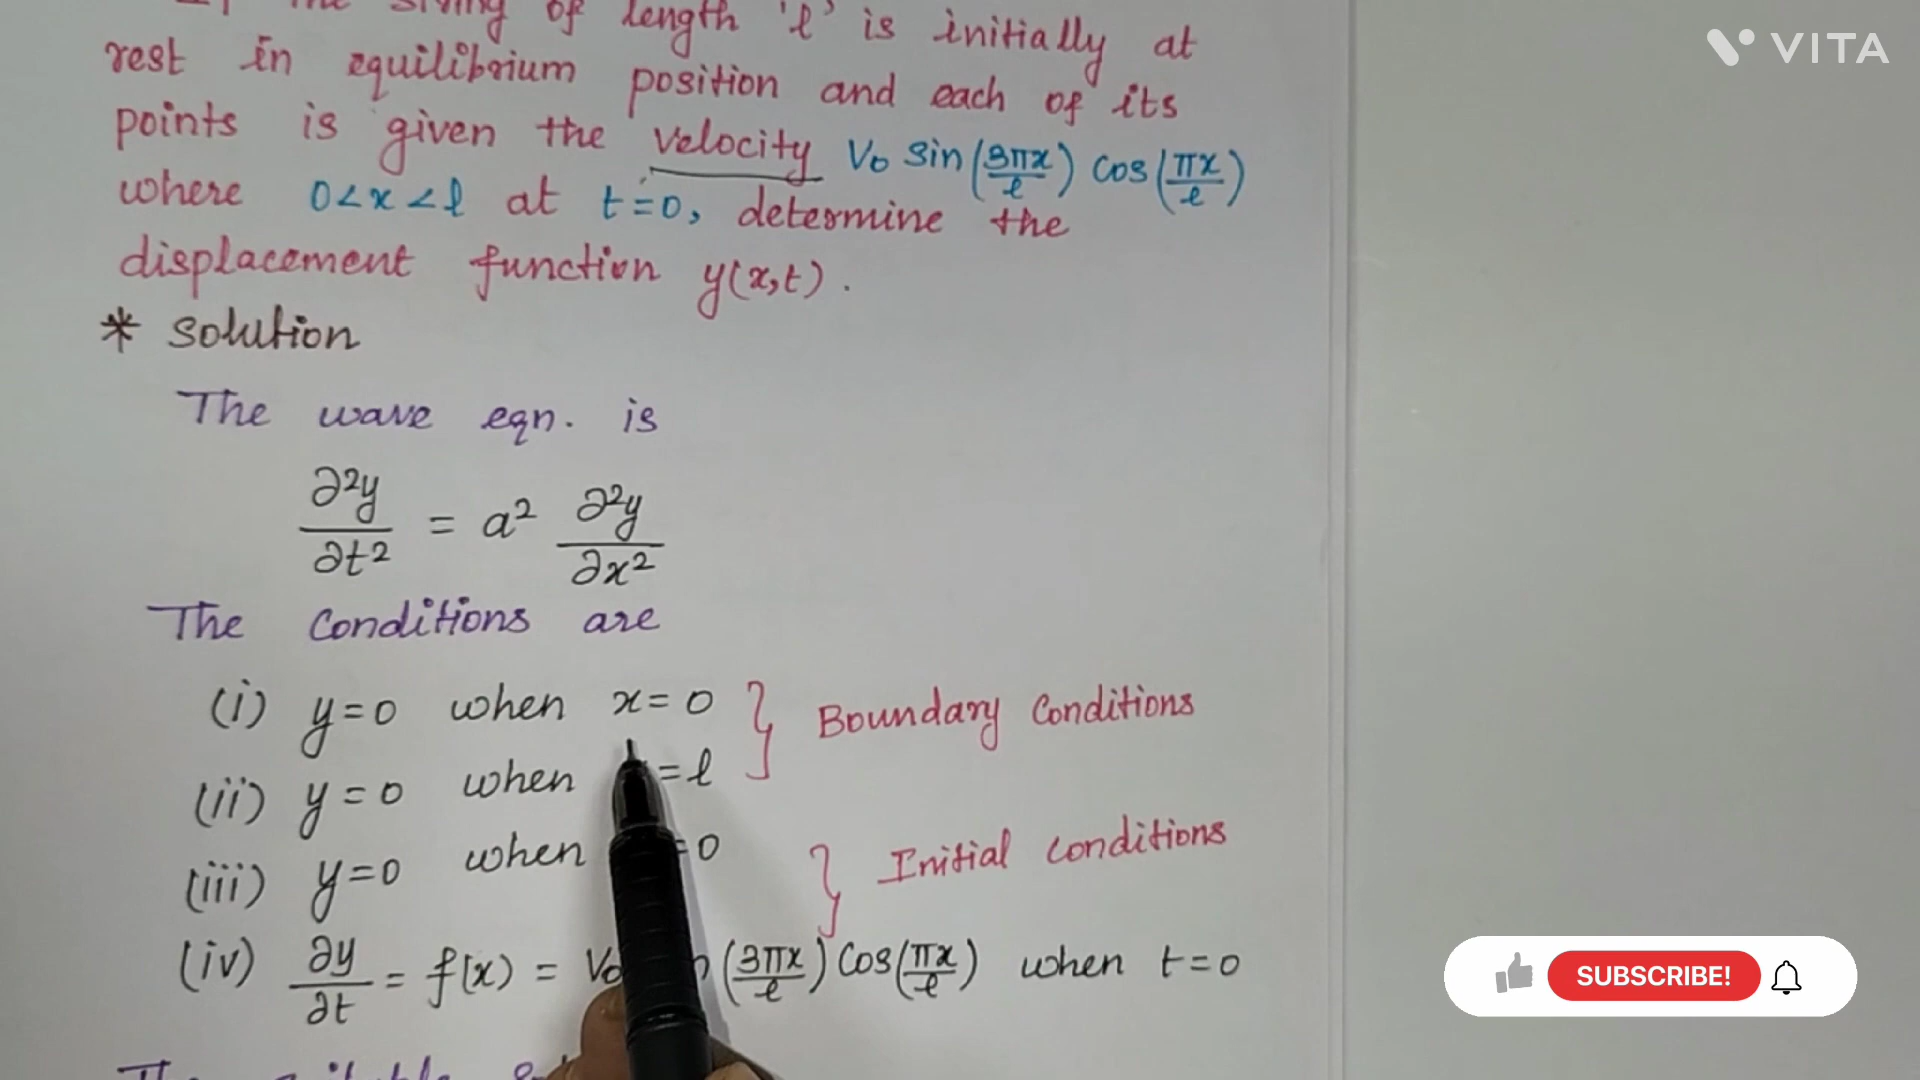 of length 'l' is initially at
VITA
rest in equilibrium position and each of its
points is given the velocity V₀ sin(3πx/l) cos(πx/l)
where 0<x<l at t=0, determine the
displacement function y(x,t).
* Solution
The wave eqn. is
∂²y/∂t² = a² ∂²y/∂x²
The conditions are
(i) y=0 when x=0 } Boundary Conditions
(ii) y=0 when =l
(iii) y=0 when =0 } Initial conditions
(iv) ∂y/∂t = f(x) = V₀ (3πx/l) Cos(πx/l) when t=0
SUBSCRIBE!